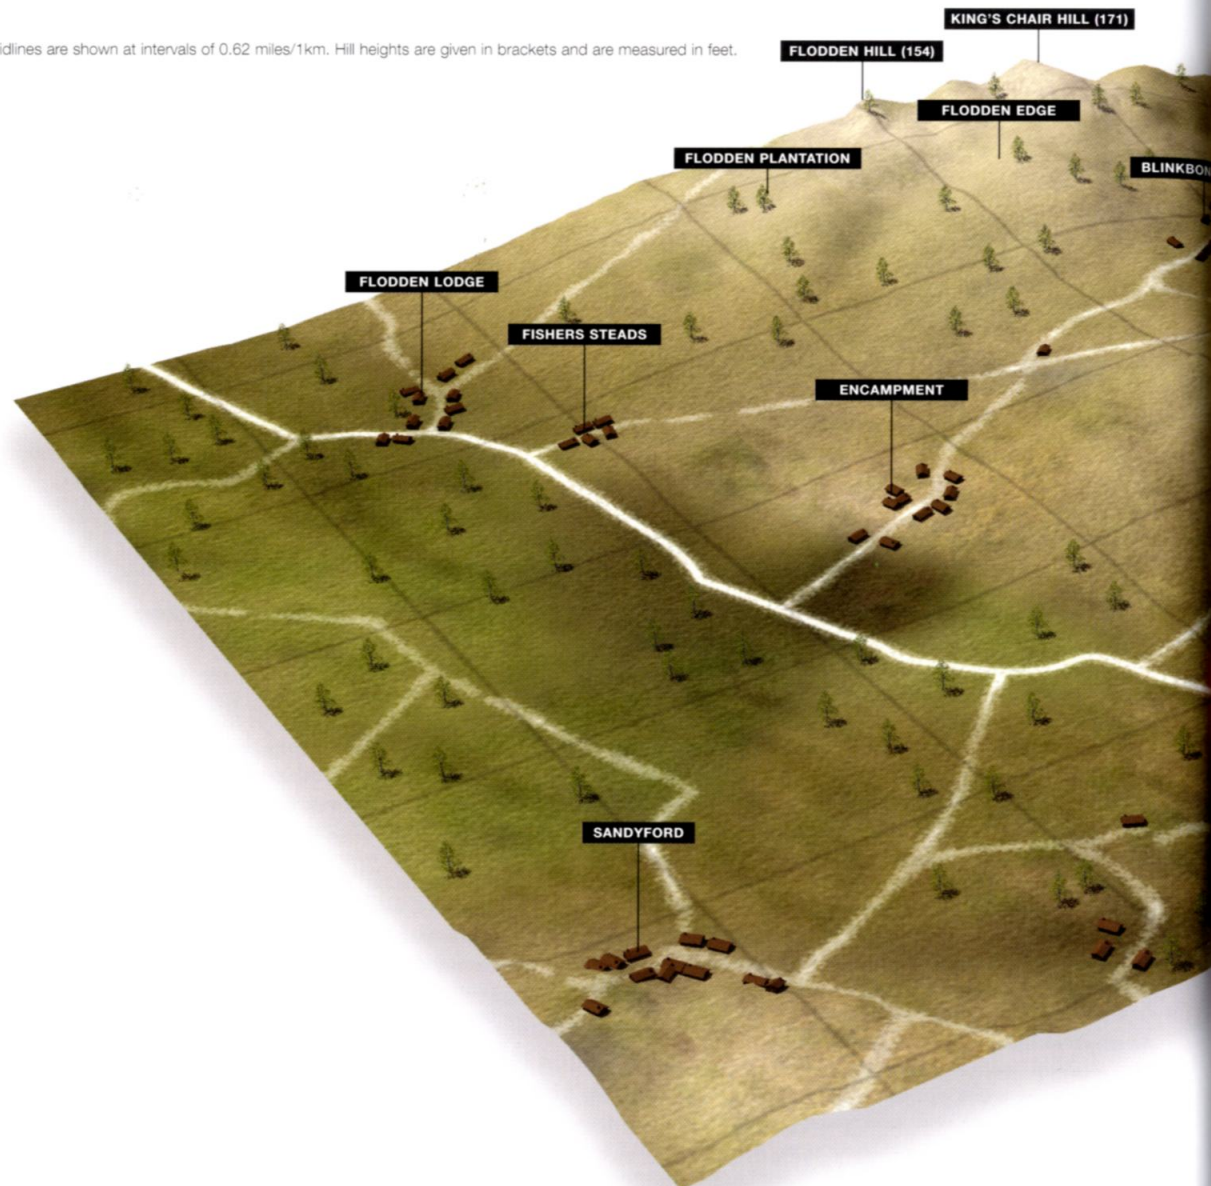 KING'S CHAIR HILL (171)
idlines are shown at intervals of 0.62 miles/1km. Hill heights are given in brackets and are measured in feet.
FLODDEN HILL (154)
FLODDEN EDGE
FLODDEN PLANTATION
BLINKBON
FLODDEN LODGE
FISHERS STEADS
ENCAMPMENT
SANDYFORD